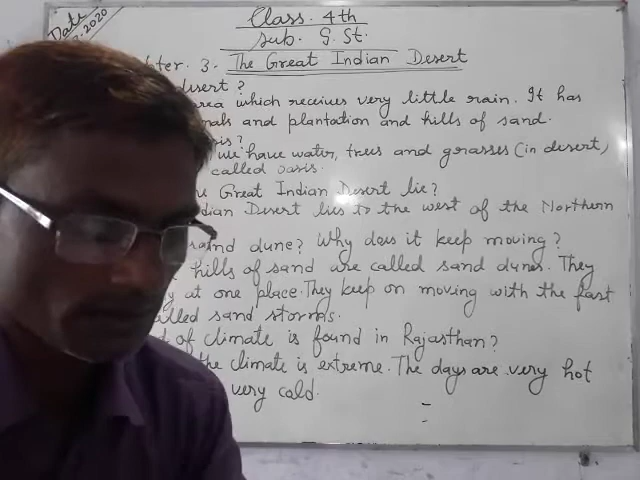 Date
2020
Class. 4th
Sub. S.St.
ter. 3. The Great Indian Desert
desert?
area which receives very little rain. It has
mals and plantation and hills of sand.
sis?
we have water, trees and grasses (in desert)
called oasis.
Great Indian Desert lie?
dian Desert lies to the west of the Northern
sand dune? Why does it keep moving?
hills of sand are called sand dunes. They
y at one place. They keep on moving with the fast
alled sand storms.
of climate is found in Rajasthan?
the climate is extreme. The days are very hot
very cold.